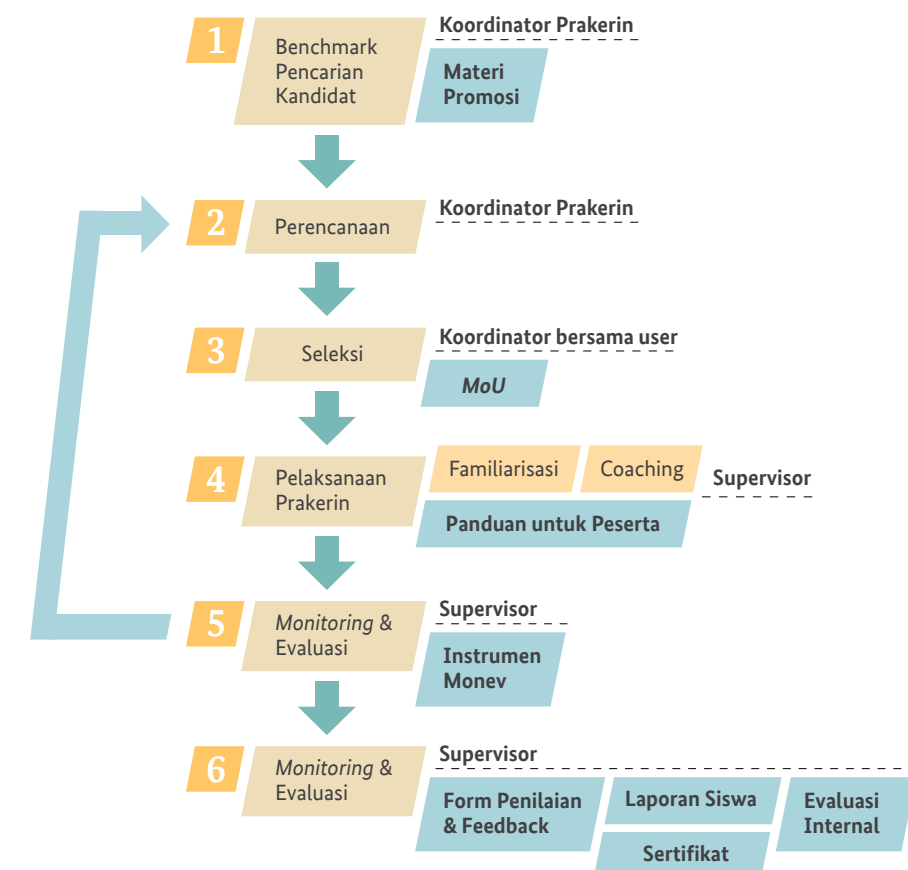 1
Benchmark
Pencarian
Kandidat
Koordinator Prakerin
Materi
Promosi
2
Perencanaan
Koordinator Prakerin
3
Seleksi
Koordinator bersama user
MoU
4
Pelaksanaan
Prakerin
Familiarisasi
Coaching
Supervisor
Panduan untuk Peserta
5
Monitoring &
Evaluasi
Supervisor
Instrumen
Monev
6
Monitoring &
Evaluasi
Supervisor
Form Penilaian
& Feedback
Laporan Siswa
Sertifikat
Evaluasi
Internal